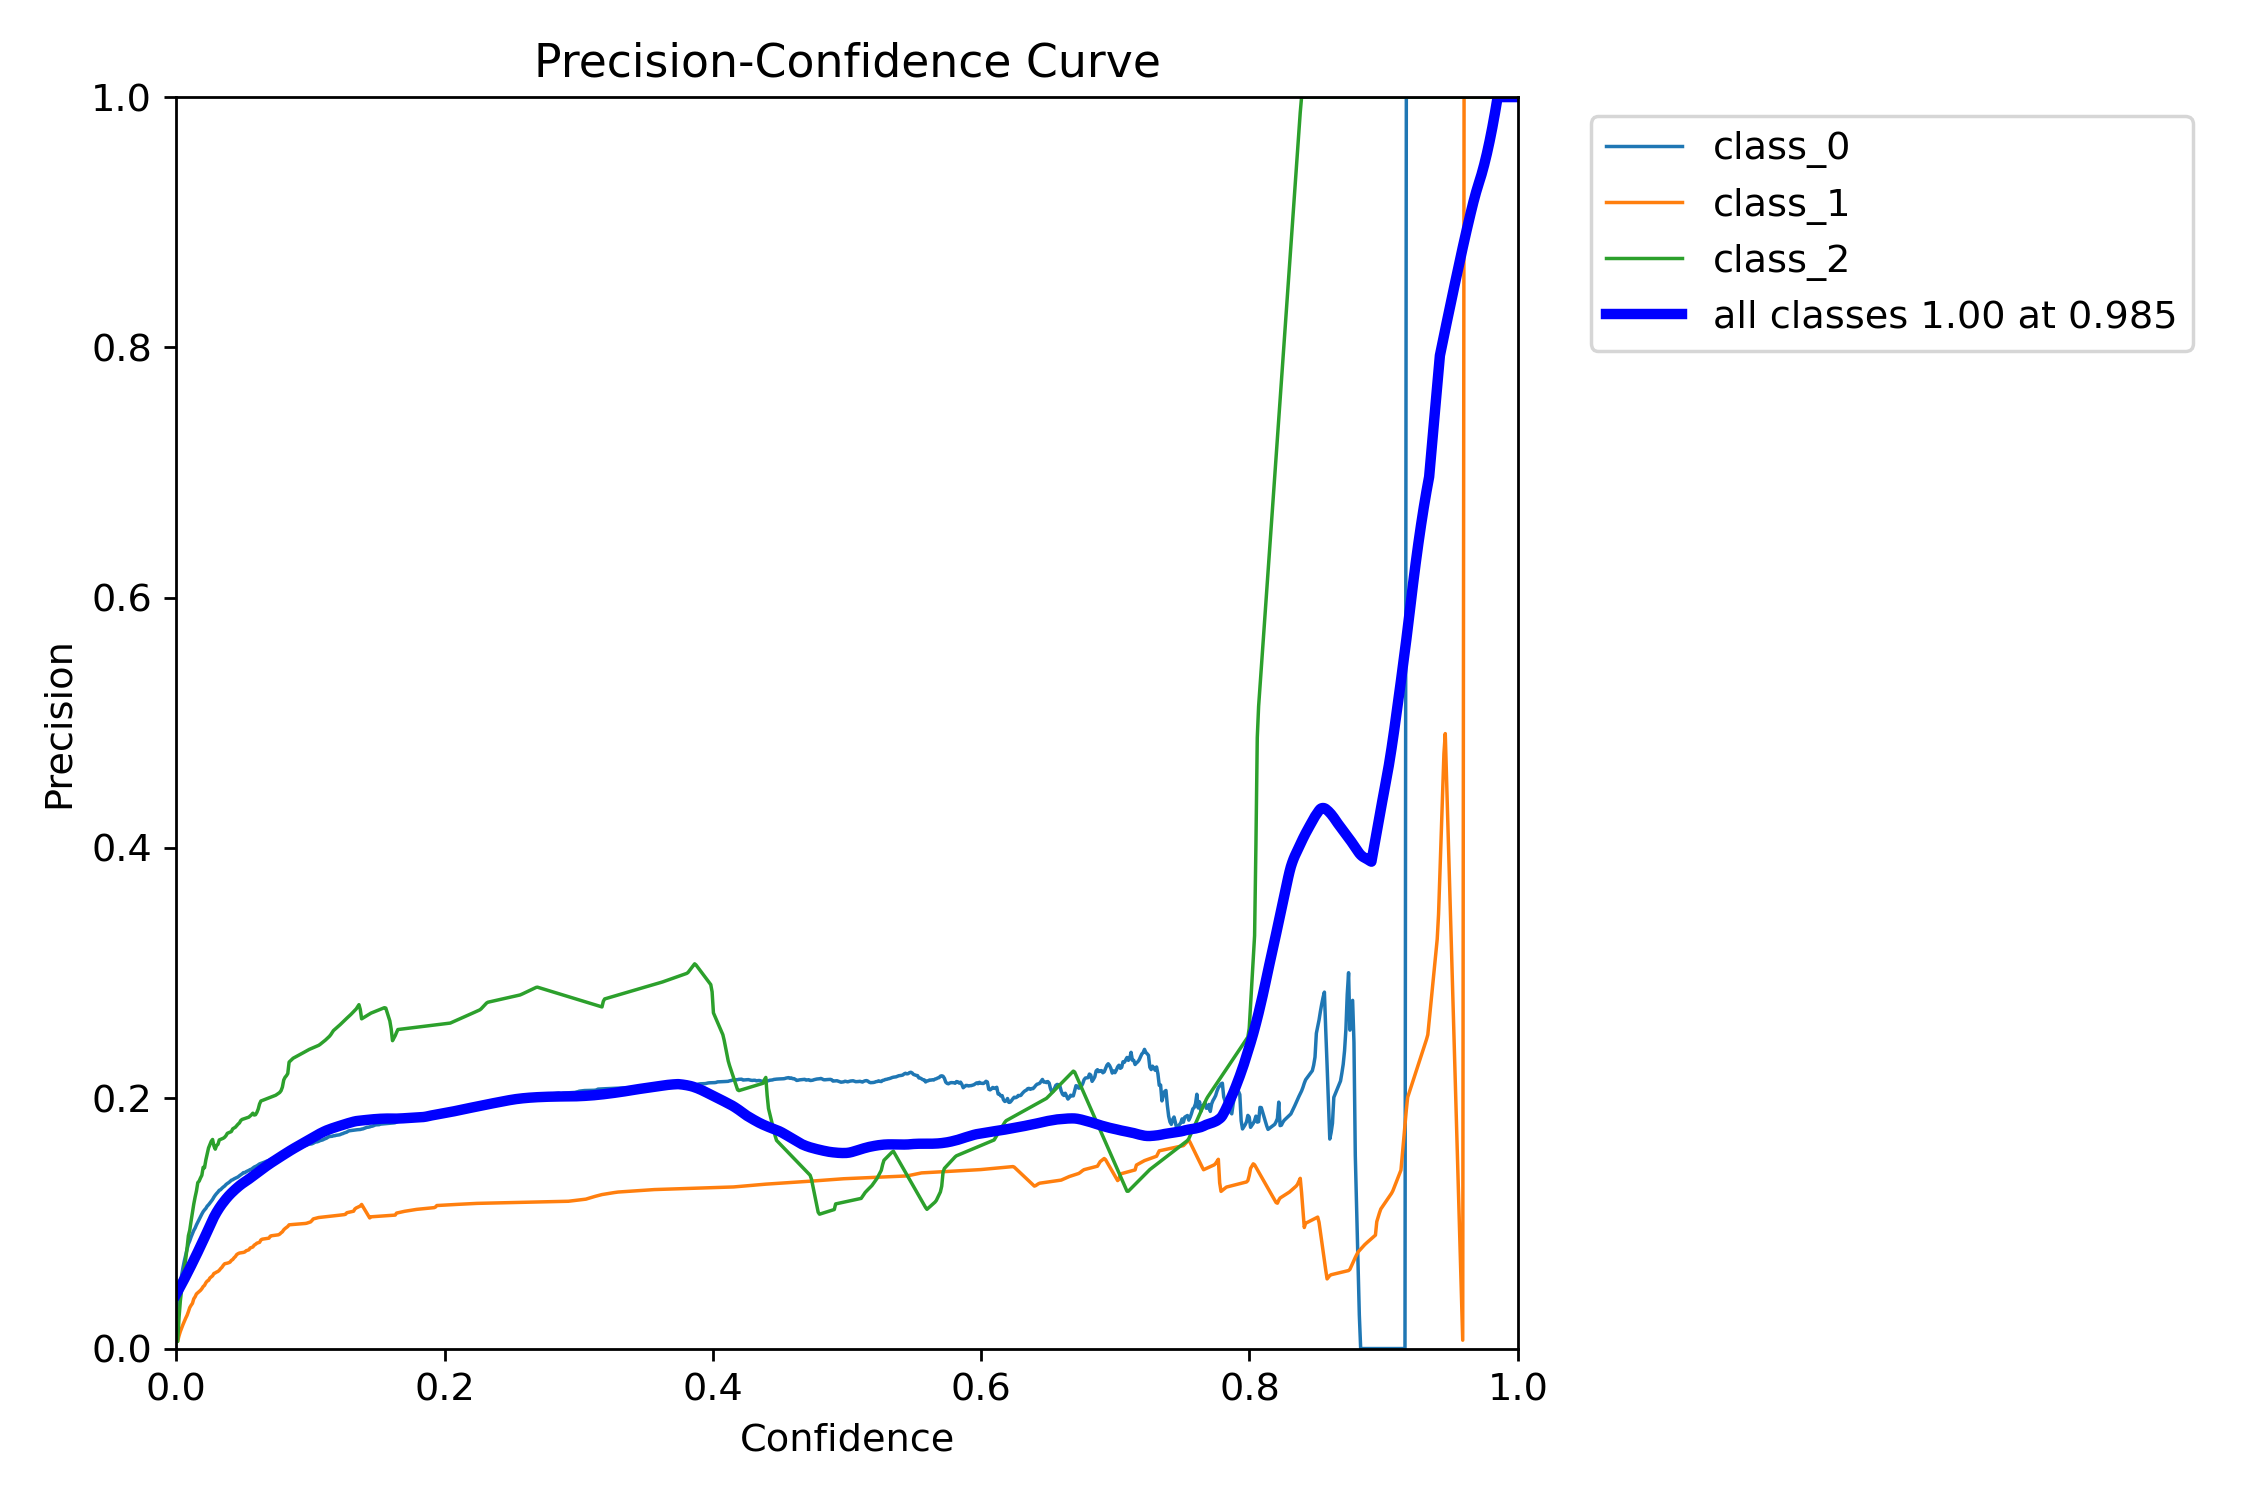 Precision-Confidence Curve
1.0
0.8
0.6
0.4
0.2
0.0
Precision
0.0 0.2 0.4 0.6 0.8 1.0
Confidence
class_0
class_1
class_2
all classes 1.00 at 0.985